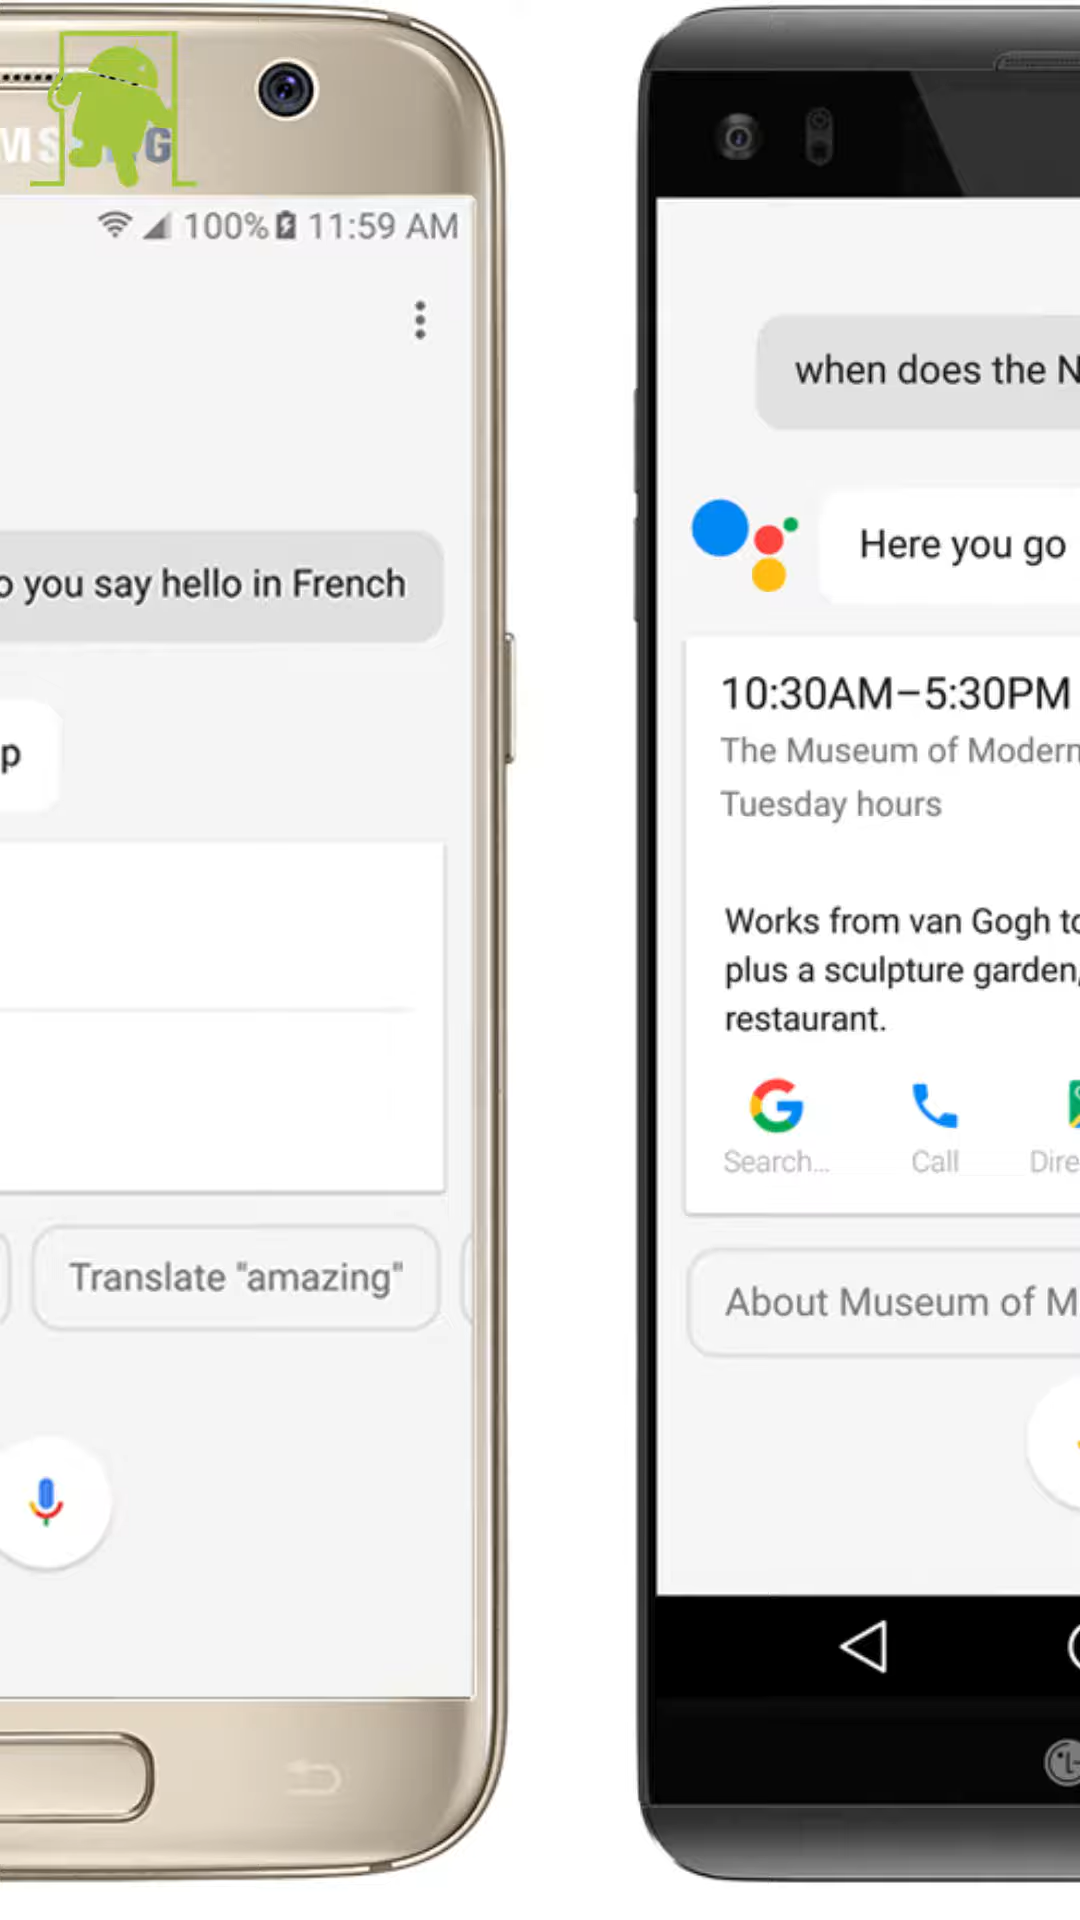 100% 11:59 AM
o you say hello in French
p
Translate "amazing"
when does the N
Here you go
10:30AM–5:30PM
The Museum of Modern
Tuesday hours
Works from van Gogh to
plus a sculpture garden,
restaurant.
Search... Call Dire
About Museum of M